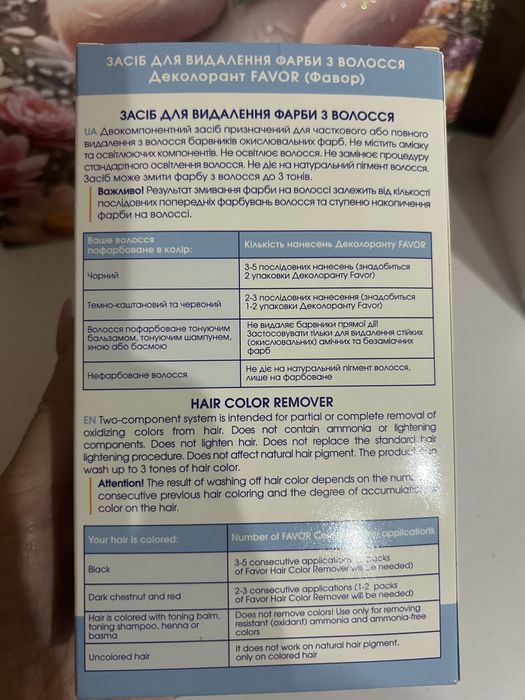 ЗАСІБ ДЛЯ ВИДАЛЕННЯ ФАРБИ З ВОЛОССЯ
Деколорант FAVOR (Фавор)
ЗАСІБ ДЛЯ ВИДАЛЕННЯ ФАРБИ З ВОЛОССЯ
UA Двокомпонентний засіб призначений для часткового або повного
видалення з волосся барвників окислювальних фарб. Не містить аміаку
та освітлюючих компонентів. Не освітлює волосся. Не замінює процедуру
стандартного освітлення волосся. Не діє на натуральний пігмент волосся.
Засіб може змити фарбу з волосся до 3 тонів.
Важливо! Результат змивання фарби на волоссі залежить від кількості
послідовних попередніх фарбувань волосся та ступеню накопичення
фарби на волоссі.
Ваше волосся
пофарбоване в колір:
Кількість нанесень Деколоранту FAVOR
Чорний
3-5 послідовних нанесень (знадобиться
2 упаковки Деколоранту Favor)
Темно-каштановий та червоний
2-3 послідовних нанесення (знадобиться
1-2 упаковки Деколоранту Favor)
Волосся пофарбоване тонуючим
бальзамом, тонуючим шампунем,
хною або басмою
Не видаляє барвники прямої дії!
Застосовувати тільки для видалення стійких
(окислювальних) амічних та безаміачних
фарб
Нефарбоване волосся
Не діє на натуральний пігмент волосся,
лише на фарбоване
HAIR COLOR REMOVER
EN Two-component system is intended for partial or complete removal of
oxidizing colors from hair. Does not contain ammonia or lightening
components. Does not lighten hair. Does not replace the standard hair
lightening procedure. Does not affect natural hair pigment. The product can
wash up to 3 tones of hair color.
Attention! The result of washing off hair color depends on the
consecutive previous hair coloring and the degree of
color on the hair.
Your hair is colored:
Number of FAVOR applications
Black
3-5 consecutive packs
of Favor Hair Color Remover will be needed)
Dark chestnut and red
2-3 consecutive applications (1-2 packs
of Favor Hair Color Remover will be needed)
Hair is colored with toning balm,
toning shampoo, henna or
basma
Does not remove colors! Use only for removing
resistant (oxidant) ammonia and ammonia-free
colors
Uncolored hair
It does not work on natural hair pigment,
only on colored hair